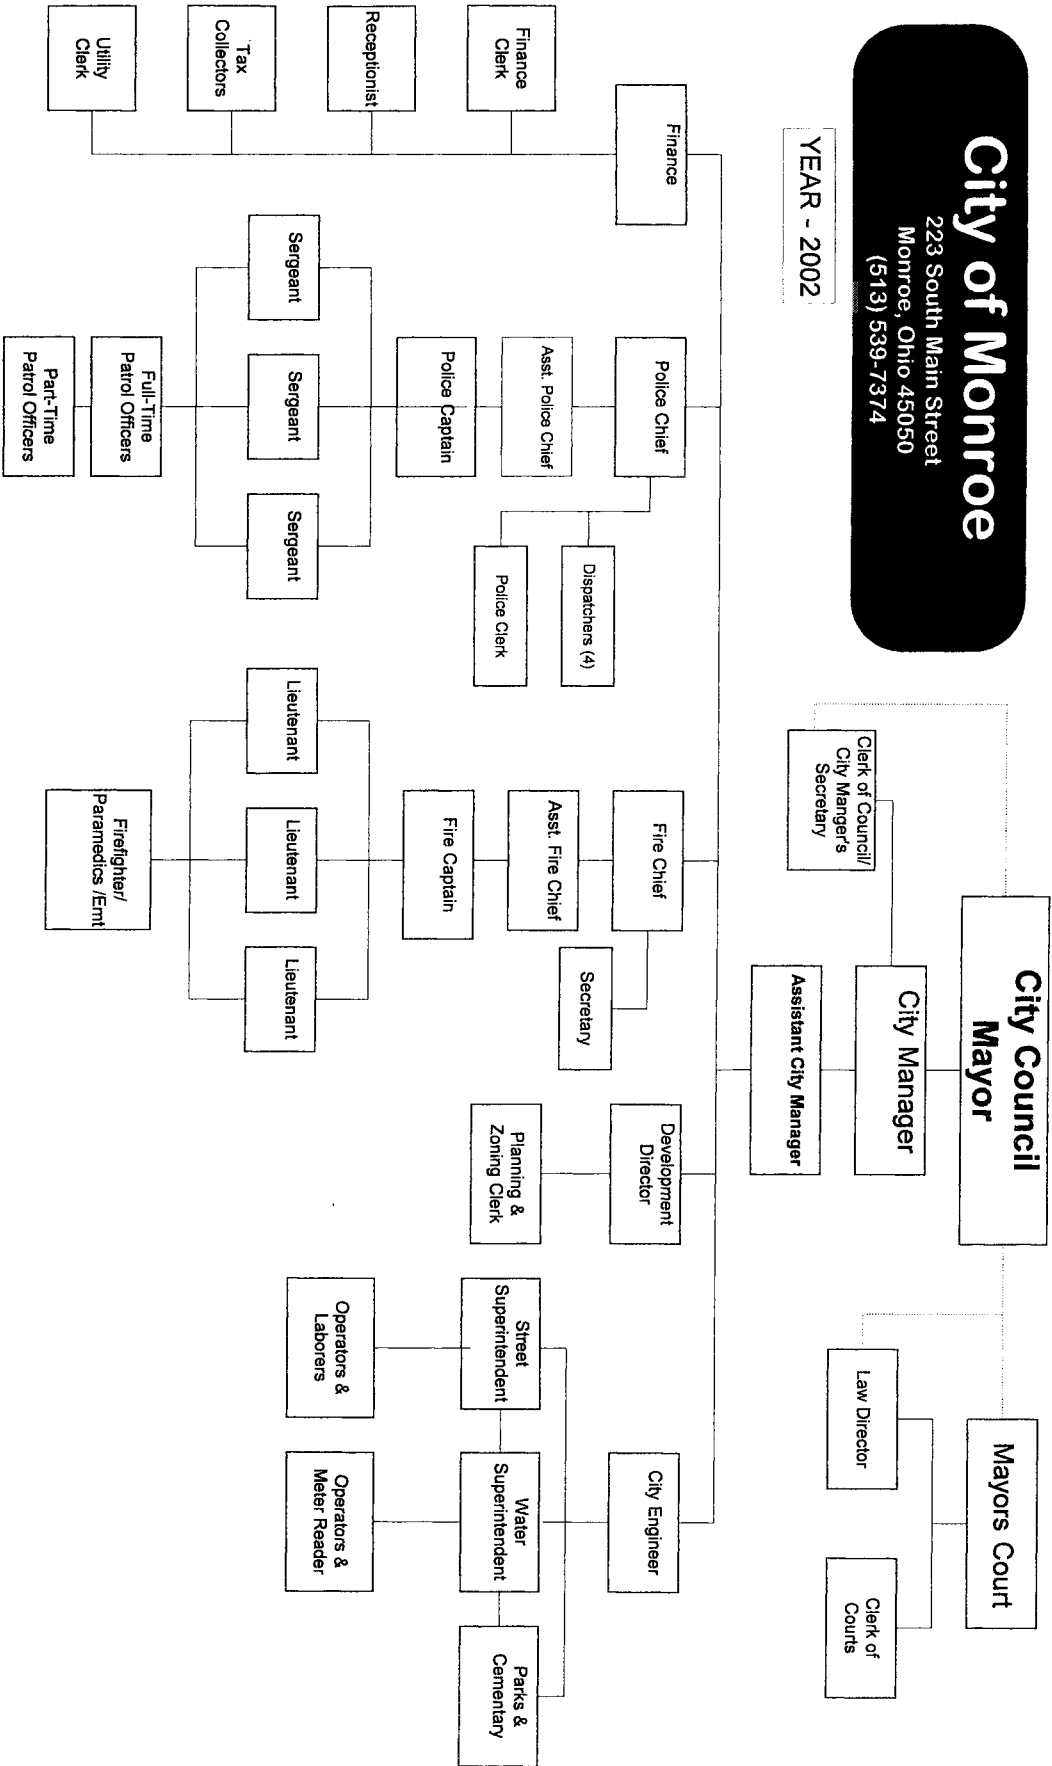 City of Monroe
223 South Main Street
Monroe, Ohio 45050
(513) 539-7374
YEAR - 2002
City Council
Mayor
Mayors Court
City Manager
Clerk of Council/
City Manger's
Secretary
Law Director
Clerk of
Courts
Assistant City Manager
Finance
Police Chief
Fire Chief
Development
Director
City Engineer
Finance
Clerk
Receptionist
Tax
Collectors
Utility
Clerk
Dispatchers (4)
Asst. Police Chief
Police Clerk
Police Captain
Sergeant
Sergeant
Sergeant
Full-Time
Patrol Officers
Part-Time
Patrol Officers
Secretary
Asst. Fire Chief
Fire Captain
Lieutenant
Lieutenant
Lieutenant
Firefighter/
Paramedics /Emt
Planning &
Zoning Clerk
Street
Superintendent
Water
Superintendent
Parks &
Cementary
Operators &
Laborers
Operators &
Meter Reader